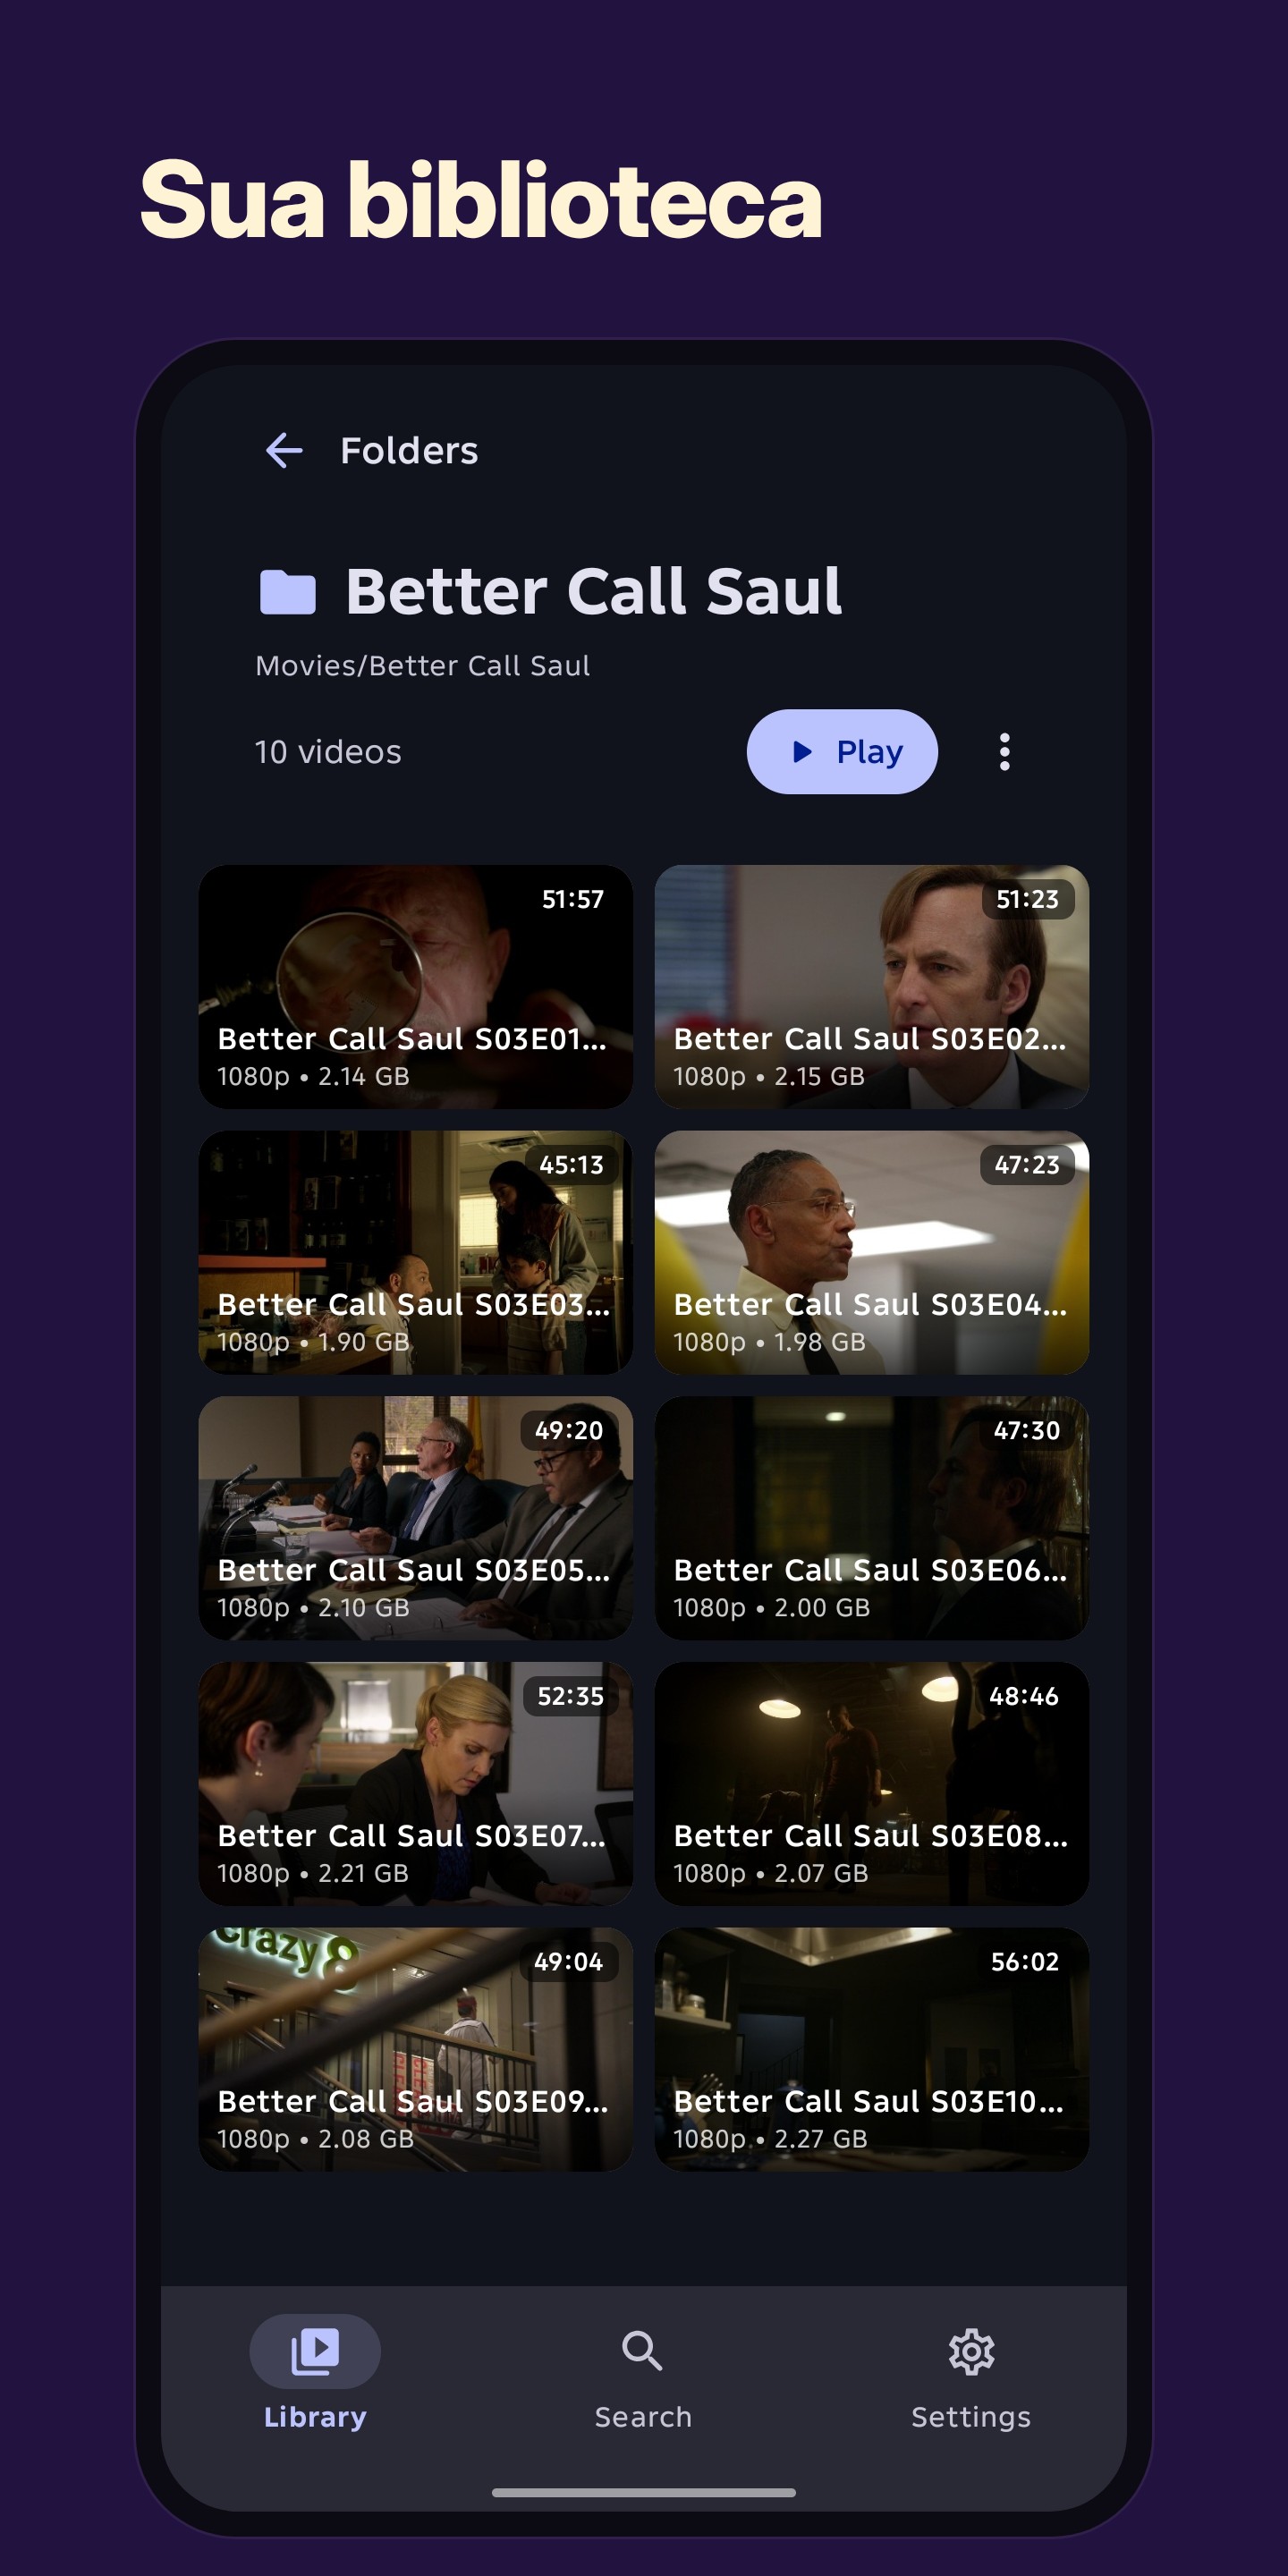 Sua biblioteca
Folders
Better Call Saul
Movies/Better Call Saul
10 videos
Play
51:57
Better Call Saul S03E01...
1080p • 2.14 GB
51:23
Better Call Saul S03E02...
1080p • 2.15 GB
45:13
Better Call Saul S03E03...
1080p • 1.90 GB
47:23
Better Call Saul S03E04...
1080p • 1.98 GB
49:20
Better Call Saul S03E05...
1080p • 2.10 GB
47:30
Better Call Saul S03E06...
1080p • 2.00 GB
52:35
Better Call Saul S03E07...
1080p • 2.21 GB
48:46
Better Call Saul S03E08...
1080p • 2.07 GB
crazy 8
49:04
Better Call Saul S03E09...
1080p • 2.08 GB
56:02
Better Call Saul S03E10...
1080p • 2.27 GB
Library
Search
Settings